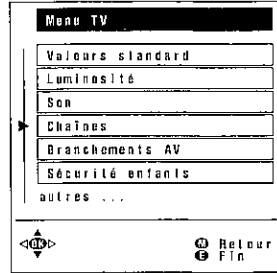 Menu TV
Valeurs standard
Luminosité
Son
Chaînes
Branchements AV
Sécurité enfants
autres ...
OK
M Retour
E Fin